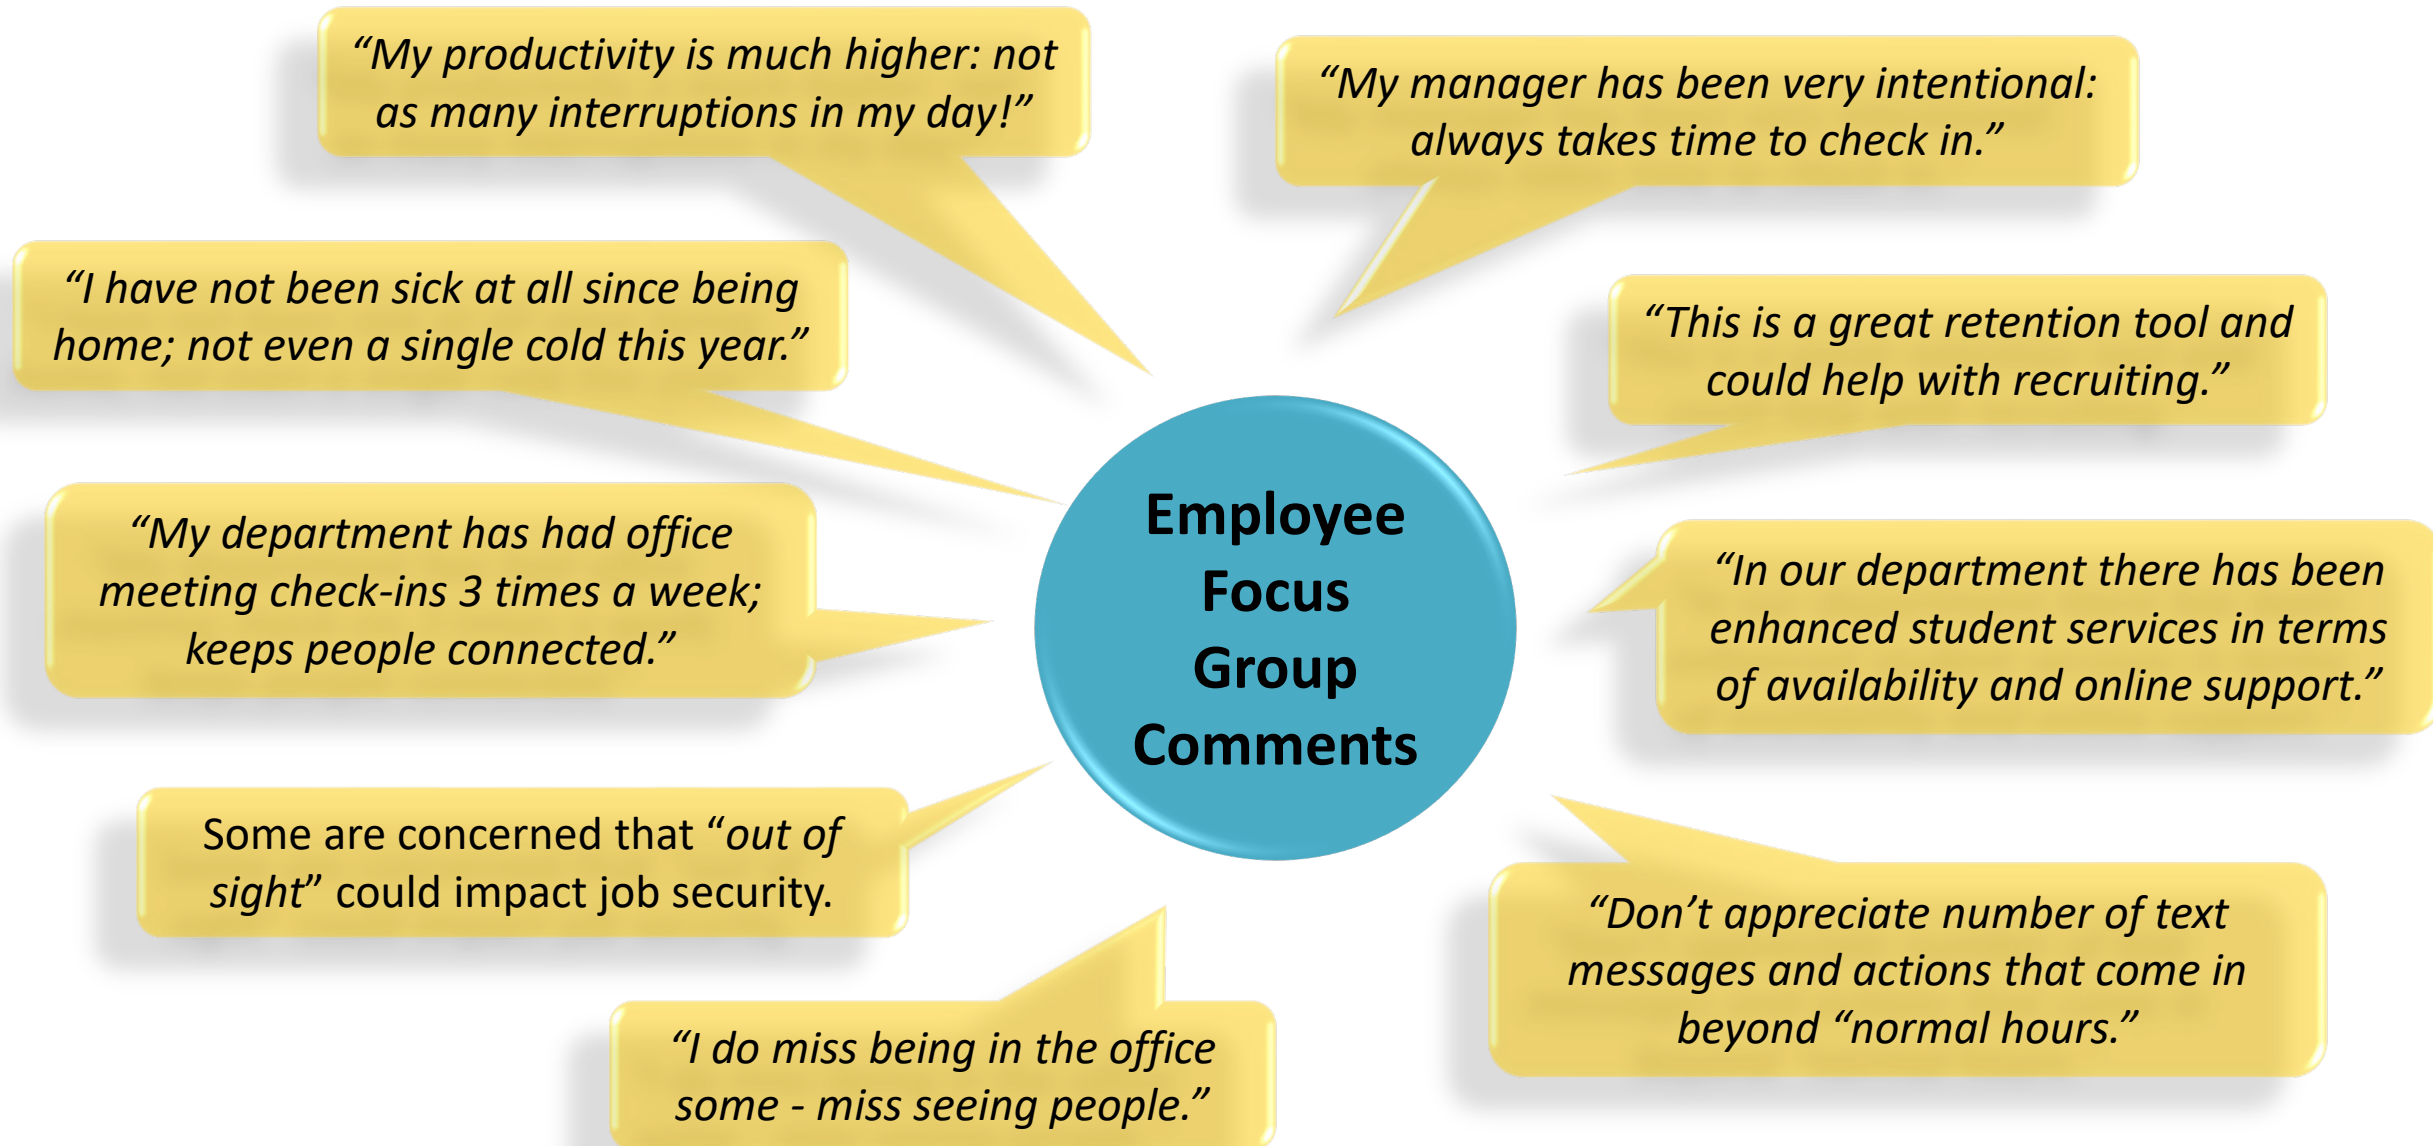 “My productivity is much higher: not
as many interruptions in my day!”
“My manager has been very intentional:
always takes time to check in.”
“I have not been sick at all since being
home; not even a single cold this year.”
“This is a great retention tool and
could help with recruiting.”
“My department has had office
meeting check-ins 3 times a week;
keeps people connected.”
Employee
Focus
Group
Comments
“In our department there has been
enhanced student services in terms
of availability and online support.”
Some are concerned that “out of
sight” could impact job security.
“Don’t appreciate number of text
messages and actions that come in
beyond “normal hours.”
“I do miss being in the office
some - miss seeing people.”